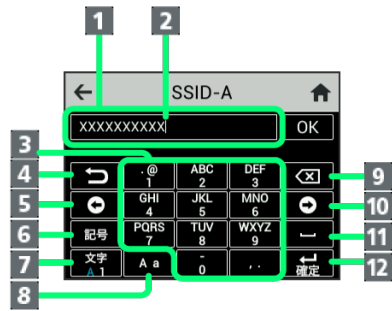 1 2
SSID-A
XXXXXXXXXX OK
3
4 .@ ABC DEF 9
1 2 3
5 GHI JKL MNO 10
4 5 6
6 記号 PQRS TUV WXYZ 11
7 8 9
7 文字 A a - , . 確定 12
A 1 0
8